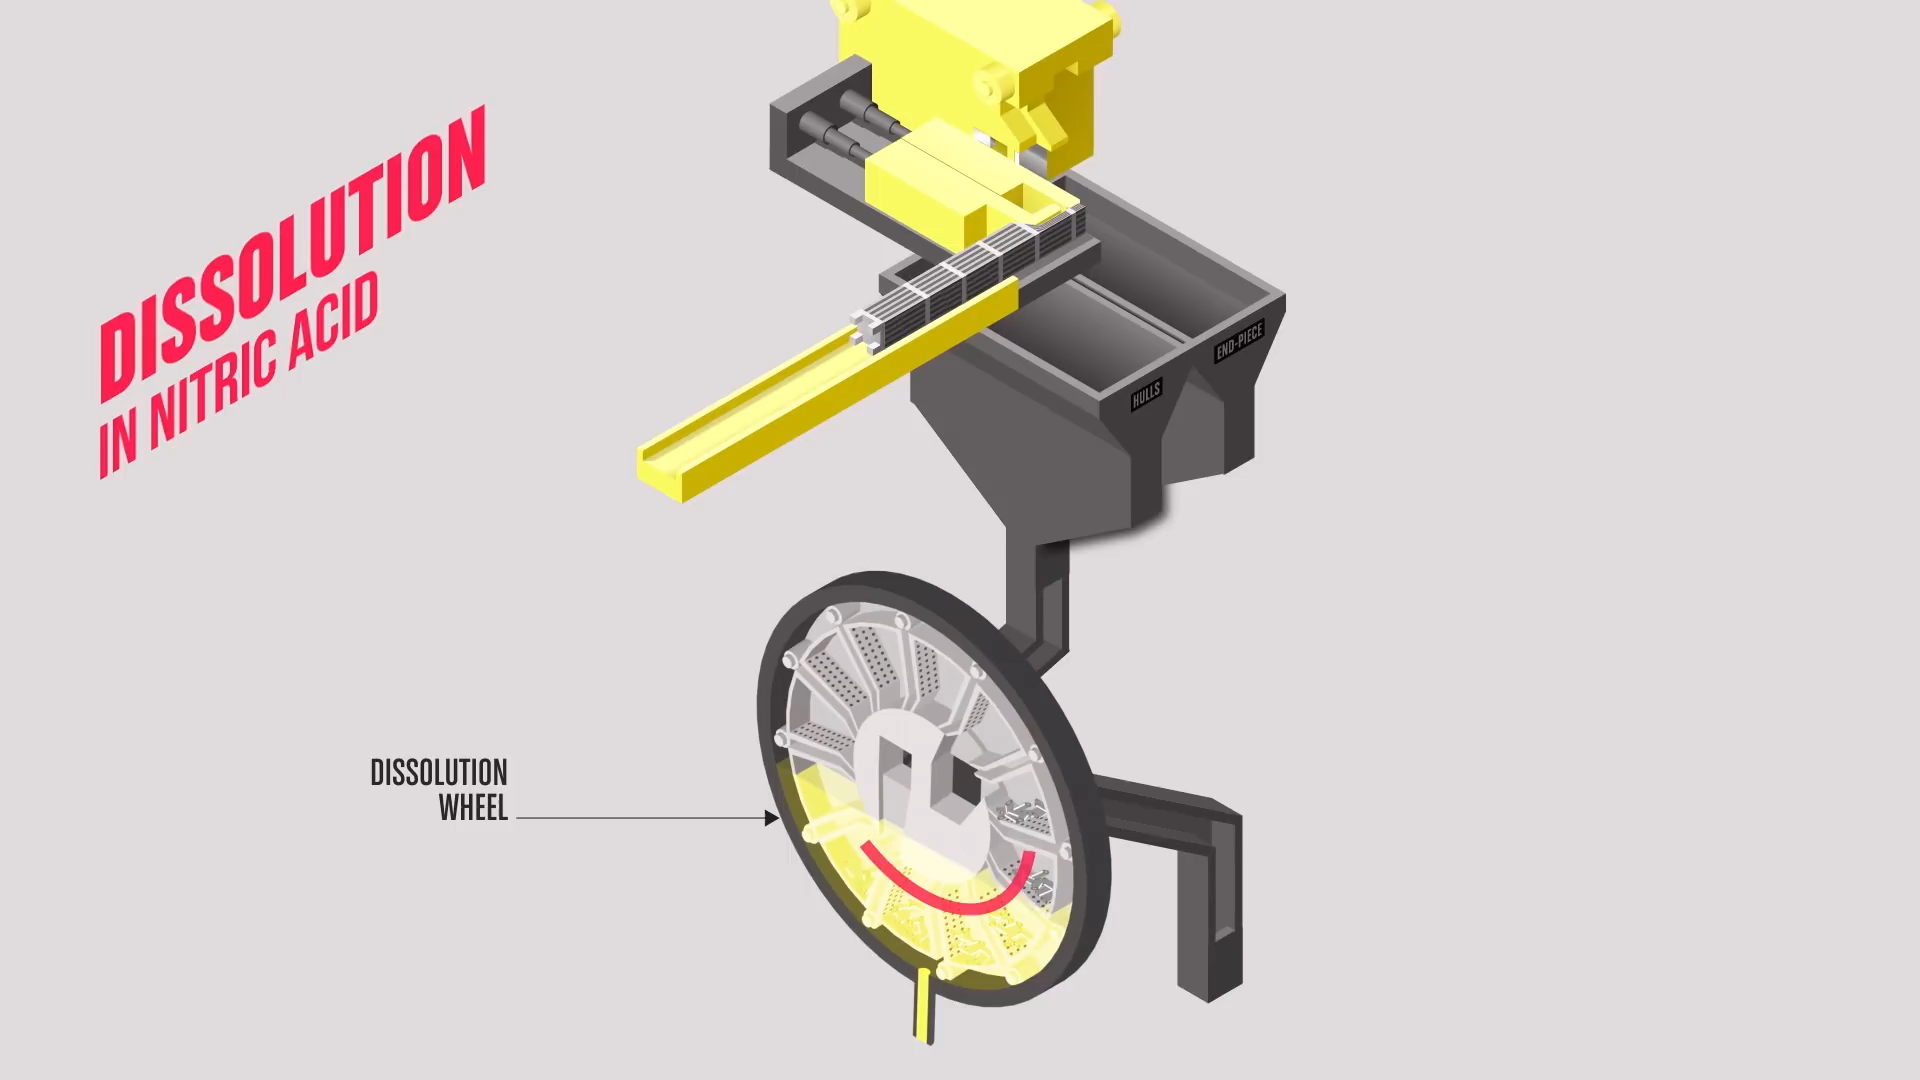 DISSOLUTION
IN NITRIC ACID
END-PIECE
HULLS
DISSOLUTION
WHEEL